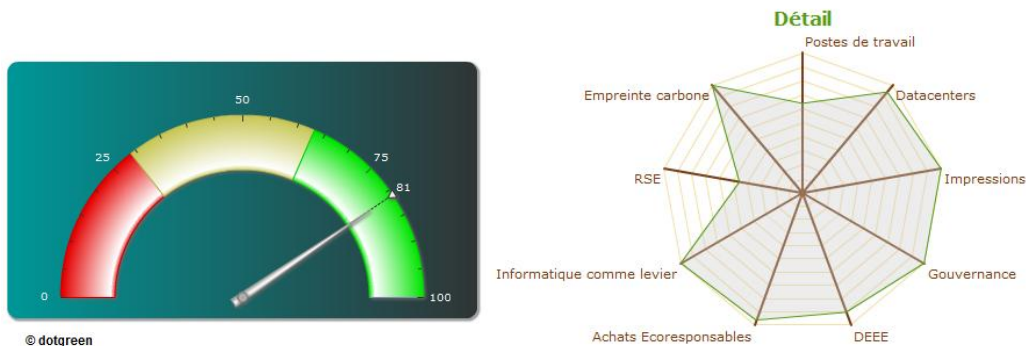 50
25
75
81
0
100
© dotgreen
Détail
Postes de travail
Empreinte carbone
Datacenters
RSE
Impressions
Informatique comme levier
Gouvernance
Achats Ecoresponsables
DEEE